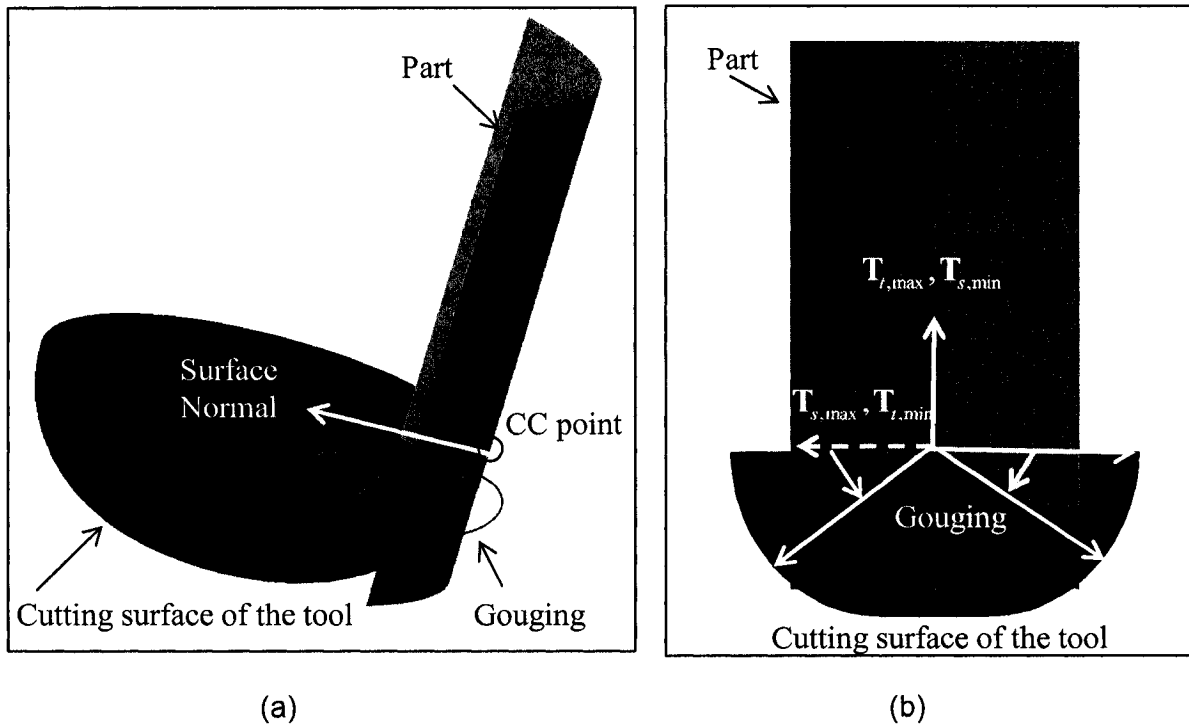 Part
Surface
Normal
CC point
Cutting surface of the tool
Gouging
(a)
Part
T_{t,max}, T_{s,min}
T_{s,max}, T_{t,min}
Gouging
Cutting surface of the tool
(b)